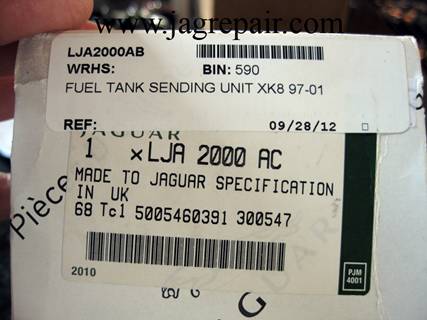 www.jagrepair.com
LJA2000AB
WRHS: BIN: 590
FUEL TANK SENDING UNIT XK8 97-01
REF: 09/28/12
JAGUAR
1 x LJA 2000 AC
MADE TO JAGUAR SPECIFICATION
IN UK
68 Tc1 5005460391 300547
2010
PJM
4001
Pièce
G